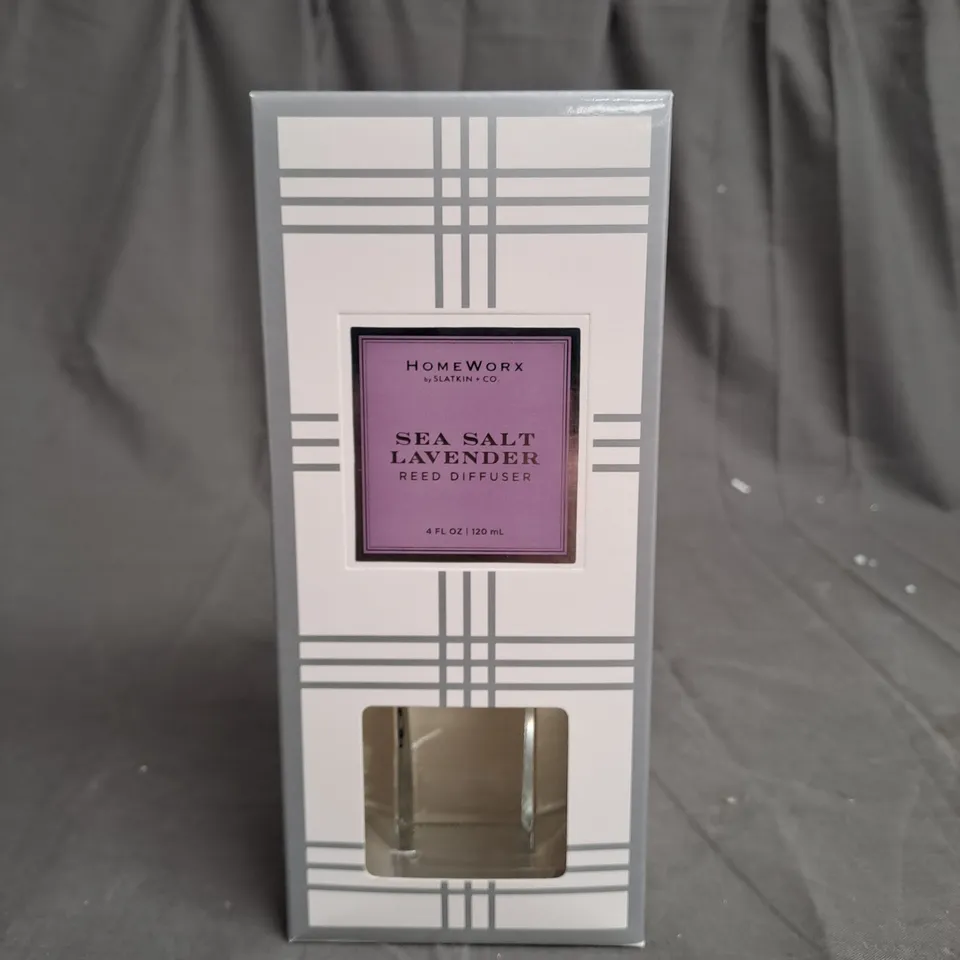 HOMEWORX
by SLATKIN + CO.
SEA SALT
LAVENDER
REED DIFFUSER
4 FL OZ | 120 mL